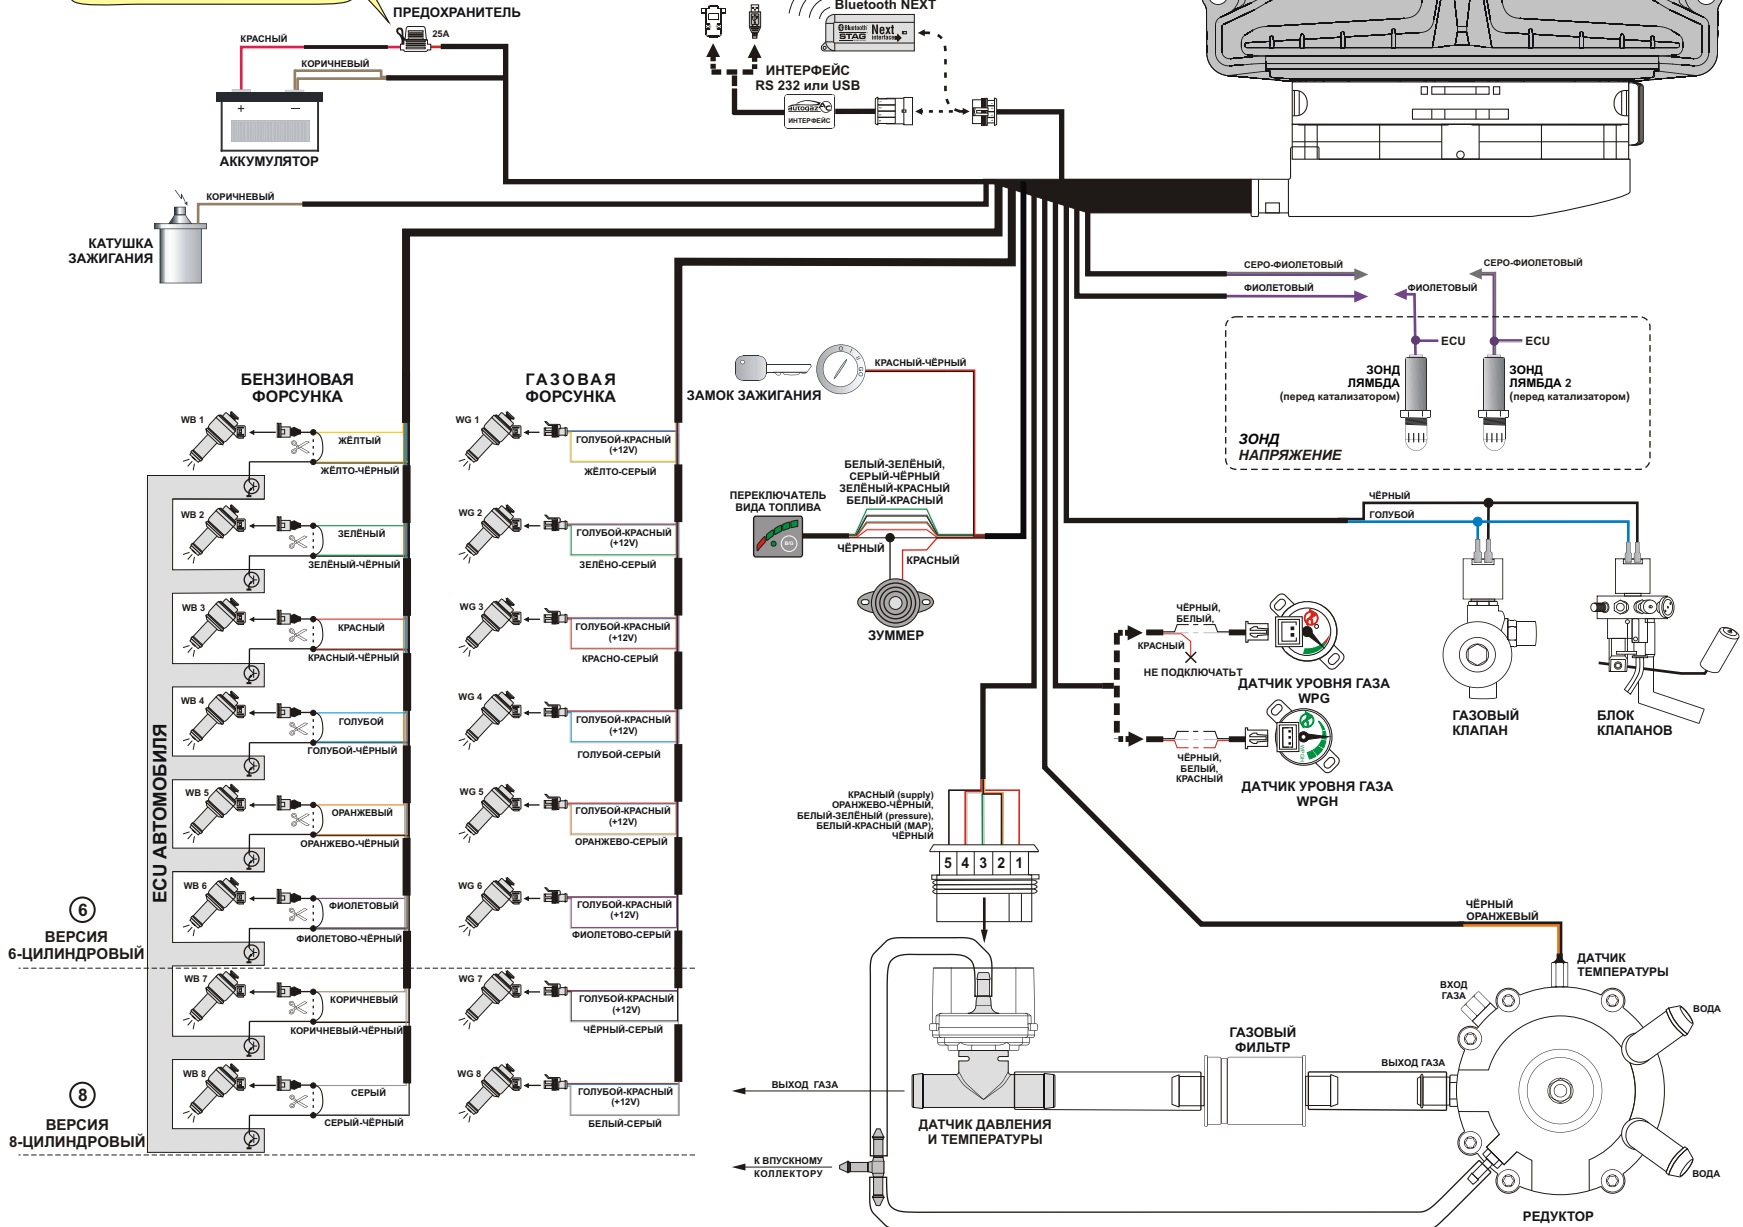 ПРЕДОХРАНИТЕЛЬ
25А
КРАСНЫЙ
КОРИЧНЕВЫЙ
+ –
АККУМУЛЯТОР
Bluetooth NEXT
Bluetooth
STAG
Next
interface
ИНТЕРФЕЙС
RS 232 или USB
autogaz
ИНТЕРФЕЙС
КОРИЧНЕВЫЙ
КАТУШКА
ЗАЖИГАНИЯ
СЕРО-ФИОЛЕТОВЫЙ
ФИОЛЕТОВЫЙ
СЕРО-ФИОЛЕТОВЫЙ
ФИОЛЕТОВЫЙ
ECU
ECU
ЗОНД
ЛЯМБДА
(перед катализатором)
ЗОНД
ЛЯМБДА 2
(перед катализатором)
ЗОНД
НАПРЯЖЕНИЕ
БЕНЗИНОВАЯ
ФОРСУНКА
WB 1
ЖЁЛТЫЙ
ЖЁЛТО-ЧЁРНЫЙ
WB 2
ЗЕЛЁНЫЙ
ЗЕЛЁНЫЙ-ЧЁРНЫЙ
WB 3
КРАСНЫЙ
КРАСНЫЙ-ЧЁРНЫЙ
WB 4
ГОЛУБОЙ
ГОЛУБОЙ-ЧЁРНЫЙ
WB 5
ОРАНЖЕВЫЙ
ОРАНЖЕВО-ЧЁРНЫЙ
WB 6
ФИОЛЕТОВЫЙ
ФИОЛЕТОВО-ЧЁРНЫЙ
WB 7
КОРИЧНЕВЫЙ
КОРИЧНЕВЫЙ-ЧЁРНЫЙ
WB 8
СЕРЫЙ
СЕРЫЙ-ЧЁРНЫЙ
ECU АВТОМОБИЛЯ
6
ВЕРСИЯ
6-ЦИЛИНДРОВЫЙ
8
ВЕРСИЯ
8-ЦИЛИНДРОВЫЙ
ГАЗОВАЯ
ФОРСУНКА
WG 1
ГОЛУБОЙ-КРАСНЫЙ
(+12V)
ЖЁЛТО-СЕРЫЙ
WG 2
ГОЛУБОЙ-КРАСНЫЙ
(+12V)
ЗЕЛЁНО-СЕРЫЙ
WG 3
ГОЛУБОЙ-КРАСНЫЙ
(+12V)
КРАСНО-СЕРЫЙ
WG 4
ГОЛУБОЙ-КРАСНЫЙ
(+12V)
ГОЛУБОЙ-СЕРЫЙ
WG 5
ГОЛУБОЙ-КРАСНЫЙ
(+12V)
ОРАНЖЕВО-СЕРЫЙ
WG 6
ГОЛУБОЙ-КРАСНЫЙ
(+12V)
ФИОЛЕТОВО-СЕРЫЙ
WG 7
ГОЛУБОЙ-КРАСНЫЙ
(+12V)
ЧЁРНЫЙ-СЕРЫЙ
WG 8
ГОЛУБОЙ-КРАСНЫЙ
(+12V)
БЕЛЫЙ-СЕРЫЙ
КРАСНЫЙ-ЧЁРНЫЙ
ЗАМОК ЗАЖИГАНИЯ
БЕЛЫЙ-ЗЕЛЁНЫЙ,
СЕРЫЙ-ЧЁРНЫЙ
ЗЕЛЁНЫЙ-КРАСНЫЙ
БЕЛЫЙ-КРАСНЫЙ
ПЕРЕКЛЮЧАТЕЛЬ
ВИДА ТОПЛИВА
B/G
ЧЁРНЫЙ
КРАСНЫЙ
ЗУММЕР
ЧЁРНЫЙ
ГОЛУБОЙ
ГАЗОВЫЙ
КЛАПАН
БЛОК
КЛАПАНОВ
ЧЁРНЫЙ,
БЕЛЫЙ,
КРАСНЫЙ
НЕ ПОДКЛЮЧАТЬТ
ДАТЧИК УРОВНЯ ГАЗА
WPG
ЧЁРНЫЙ,
БЕЛЫЙ,
КРАСНЫЙ
ДАТЧИК УРОВНЯ ГАЗА
WPGH
КРАСНЫЙ (supply)
ОРАНЖЕВО-ЧЁРНЫЙ,
БЕЛЫЙ-ЗЕЛЁНЫЙ (pressure),
БЕЛЫЙ-КРАСНЫЙ (MAP),
ЧЁРНЫЙ
5 4 3 2 1
ЧЁРНЫЙ
ОРАНЖЕВЫЙ
ДАТЧИК
ТЕМПЕРАТУРЫ
ВХОД
ГАЗА
ВОДА
ГАЗОВЫЙ
ФИЛЬТР
ВЫХОД ГАЗА
ВЫХОД ГАЗА
ДАТЧИК ДАВЛЕНИЯ
И ТЕМПЕРАТУРЫ
К ВПУСКНОМУ
КОЛЛЕКТОРУ
ВОДА
РЕДУКТОР